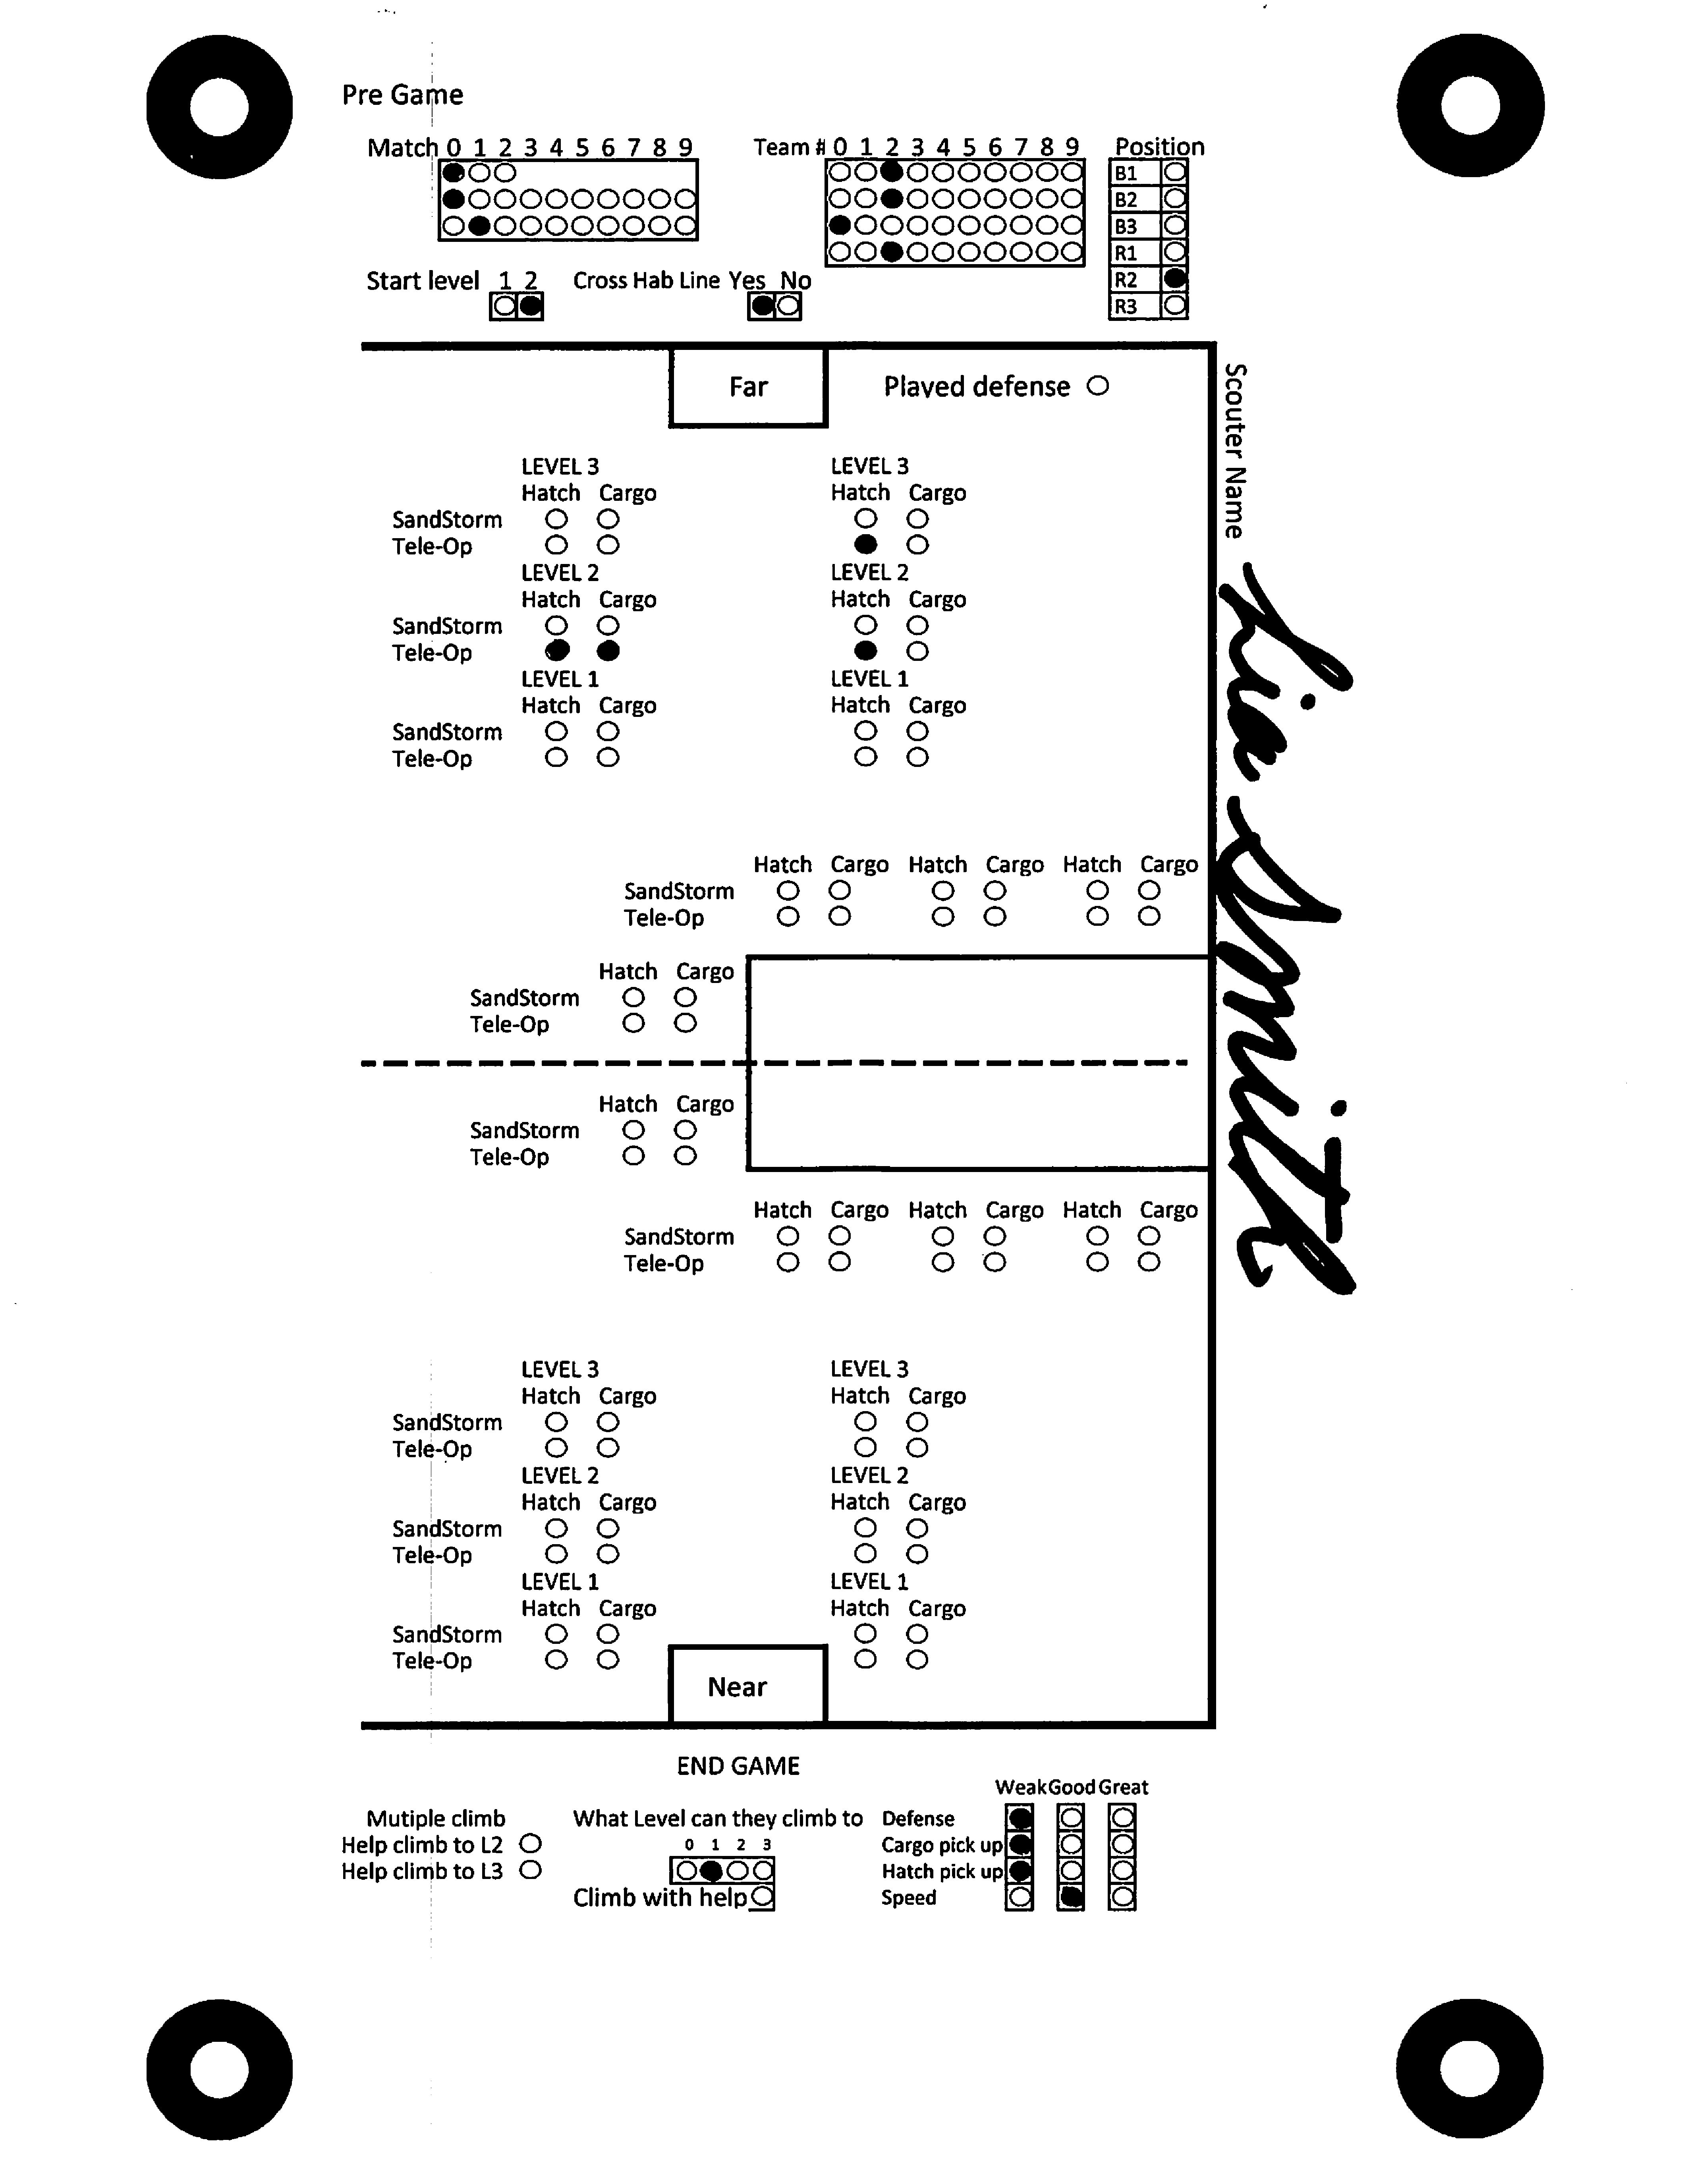 Pre Game
Match 0 1 2 3 4 5 6 7 8 9
Team # 0 1 2 3 4 5 6 7 8 9
Position
B1
B2
B3
R1
R2
R3
Start level 1 2
Cross Hab Line Yes No
Far
Played defense
Scouter Name
Lia Smith
LEVEL 3 LEVEL 3
Hatch Cargo Hatch Cargo
SandStorm
Tele-Op
LEVEL 2 LEVEL 2
Hatch Cargo Hatch Cargo
SandStorm
Tele-Op
LEVEL 1 LEVEL 1
Hatch Cargo Hatch Cargo
SandStorm
Tele-Op
Hatch Cargo Hatch Cargo Hatch Cargo
SandStorm
Tele-Op
Hatch Cargo
SandStorm
Tele-Op
Hatch Cargo
SandStorm
Tele-Op
Hatch Cargo Hatch Cargo Hatch Cargo
SandStorm
Tele-Op
LEVEL 3 LEVEL 3
Hatch Cargo Hatch Cargo
SandStorm
Tele-Op
LEVEL 2 LEVEL 2
Hatch Cargo Hatch Cargo
SandStorm
Tele-Op
LEVEL 1 LEVEL 1
Hatch Cargo Hatch Cargo
SandStorm
Tele-Op
Near
END GAME
Mutiple climb
Help climb to L2
Help climb to L3
What Level can they climb to
0 1 2 3
Climb with help
Weak Good Great
Defense
Cargo pick up
Hatch pick up
Speed